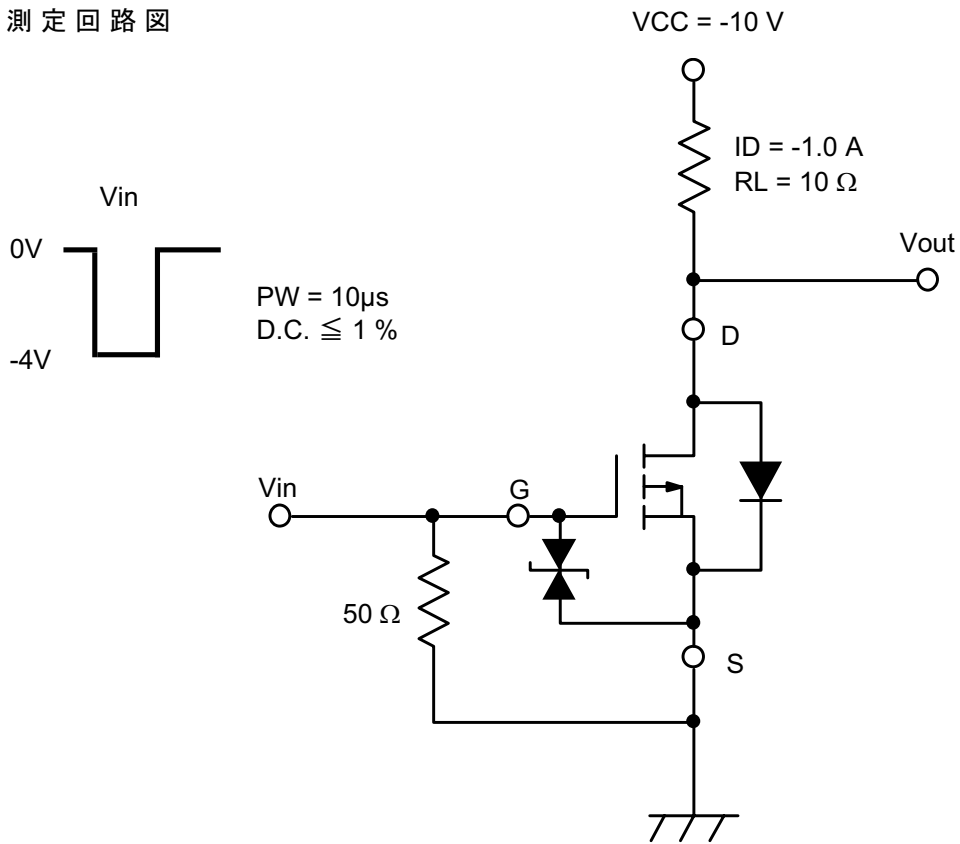 測定回路図
VCC = -10 V
ID = -1.0 A
RL = 10 Ω
Vin
0V
Vout
PW = 10µs
D.C. ≦ 1 %
D
-4V
Vin
G
50 Ω
S